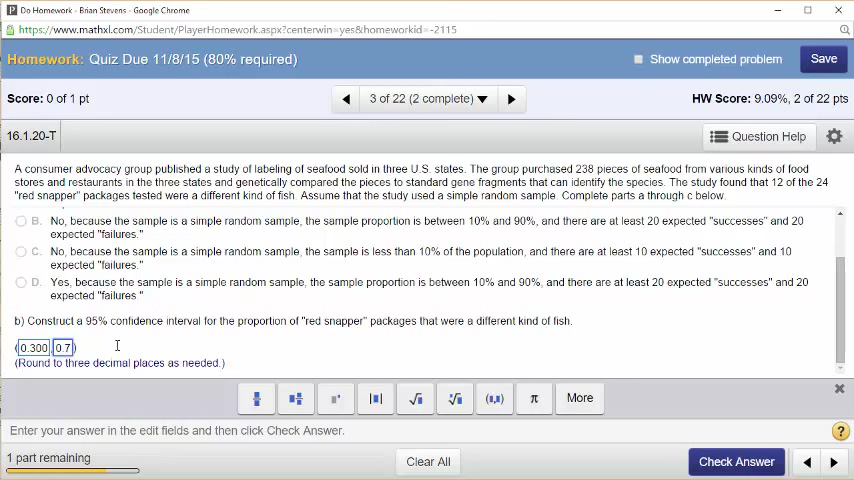 Do Homework - Brian Stevens - Google Chrome
https://www.mathxl.com/Student/PlayerHomework.aspx?centerwin=yes&homeworkid=-2115
Homework: Quiz Due 11/8/15 (80% required)
Show completed problem
Save
Score: 0 of 1 pt
3 of 22 (2 complete)
HW Score: 9.09%, 2 of 22 pts
16.1.20-T
Question Help
A consumer advocacy group published a study of labeling of seafood sold in three U.S. states. The group purchased 238 pieces of seafood from various kinds of food
stores and restaurants in the three states and genetically compared the pieces to standard gene fragments that can identify the species. The study found that 12 of the 24
"red snapper" packages tested were a different kind of fish. Assume that the study used a simple random sample. Complete parts a through c below.
B. No, because the sample is a simple random sample, the sample proportion is between 10% and 90%, and there are at least 20 expected "successes" and 20
expected "failures."
C. No, because the sample is a simple random sample, the sample is less than 10% of the population, and there are at least 10 expected "successes" and 10
expected "failures."
D. Yes, because the sample is a simple random sample, the sample proportion is between 10% and 90%, and there are at least 20 expected "successes" and 20
expected "failures "
b) Construct a 95% confidence interval for the proportion of "red snapper" packages that were a different kind of fish.
(0.300,0.7)
(Round to three decimal places as needed.)
π
More
Enter your answer in the edit fields and then click Check Answer.
?
1 part remaining
Clear All
Check Answer